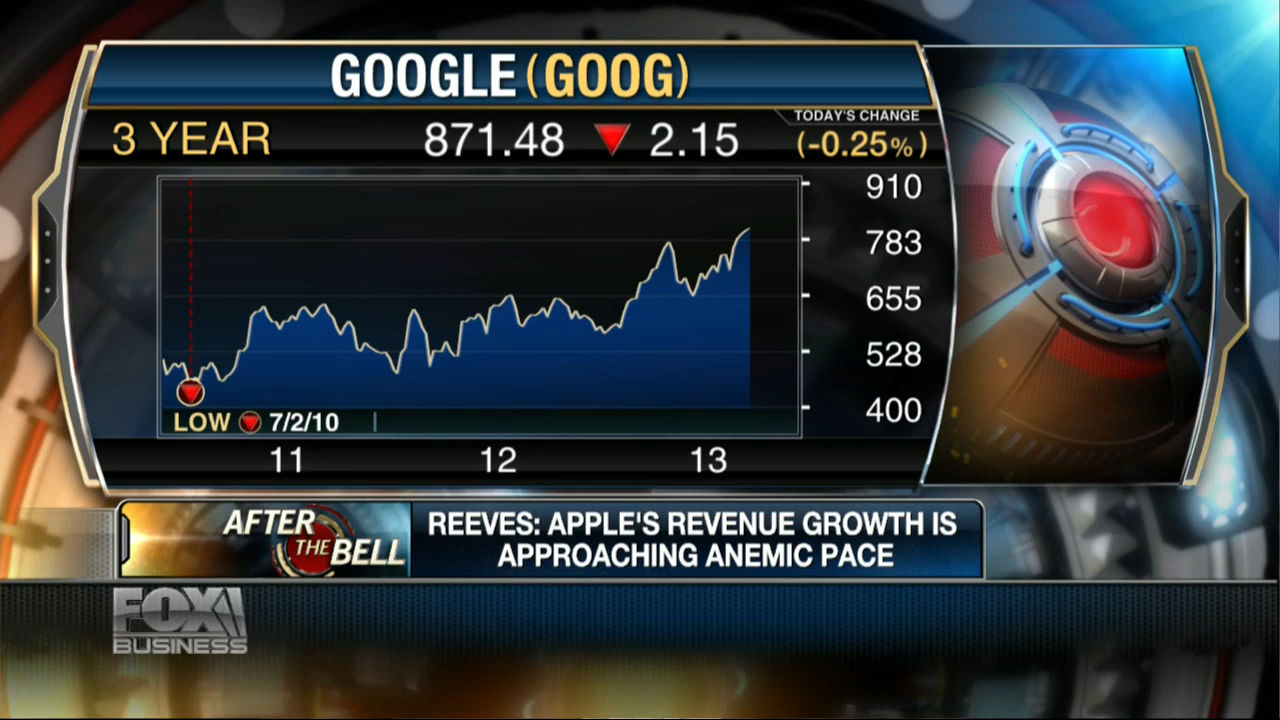 GOOGLE (GOOG)
TODAY'S CHANGE
3 YEAR 871.48 2.15 (-0.25%)
910
783
655
528
400
LOW 7/2/10
11 12 13
AFTER THE BELL
REEVES: APPLE'S REVENUE GROWTH IS
APPROACHING ANEMIC PACE
FOX
BUSINESS